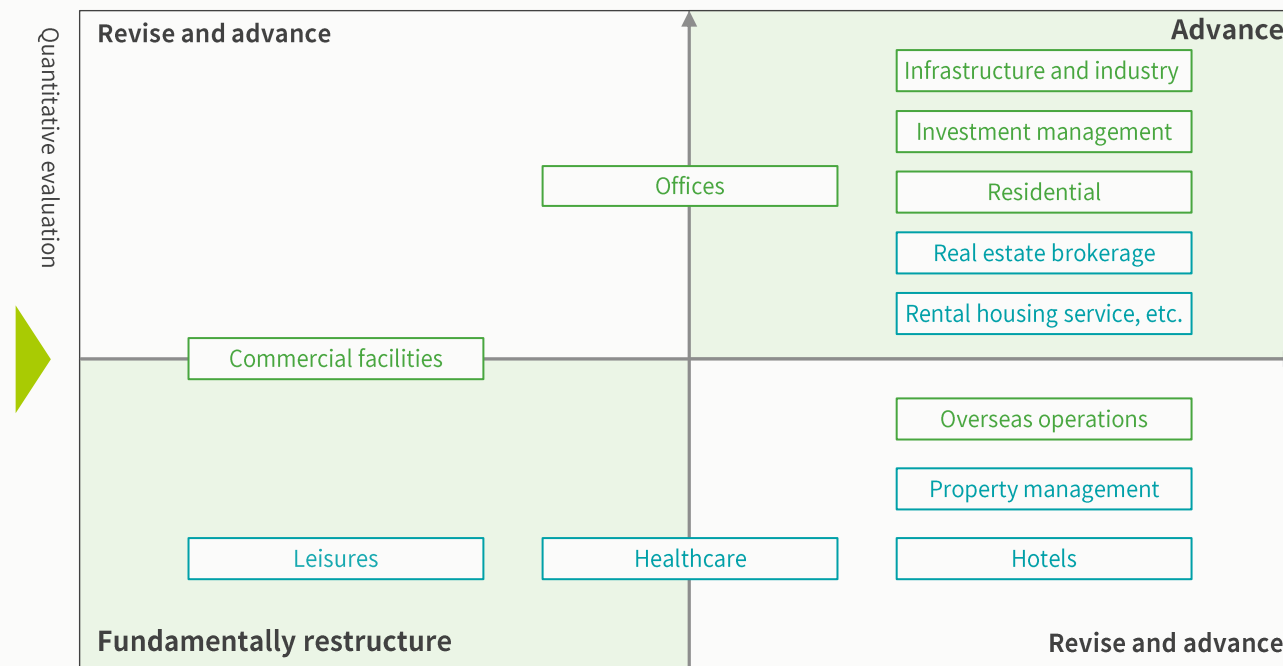 Quantitative evaluation
Revise and advance
Advance
Infrastructure and industry
Investment management
Offices
Residential
Real estate brokerage
Rental housing service, etc.
Commercial facilities
Overseas operations
Property management
Leisures
Healthcare
Hotels
Fundamentally restructure
Revise and advance